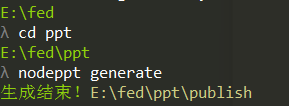 E:\fed
λ cd ppt
E:\fed\ppt
λ nodeppt generate
生成结束！E:\fed\ppt\publish